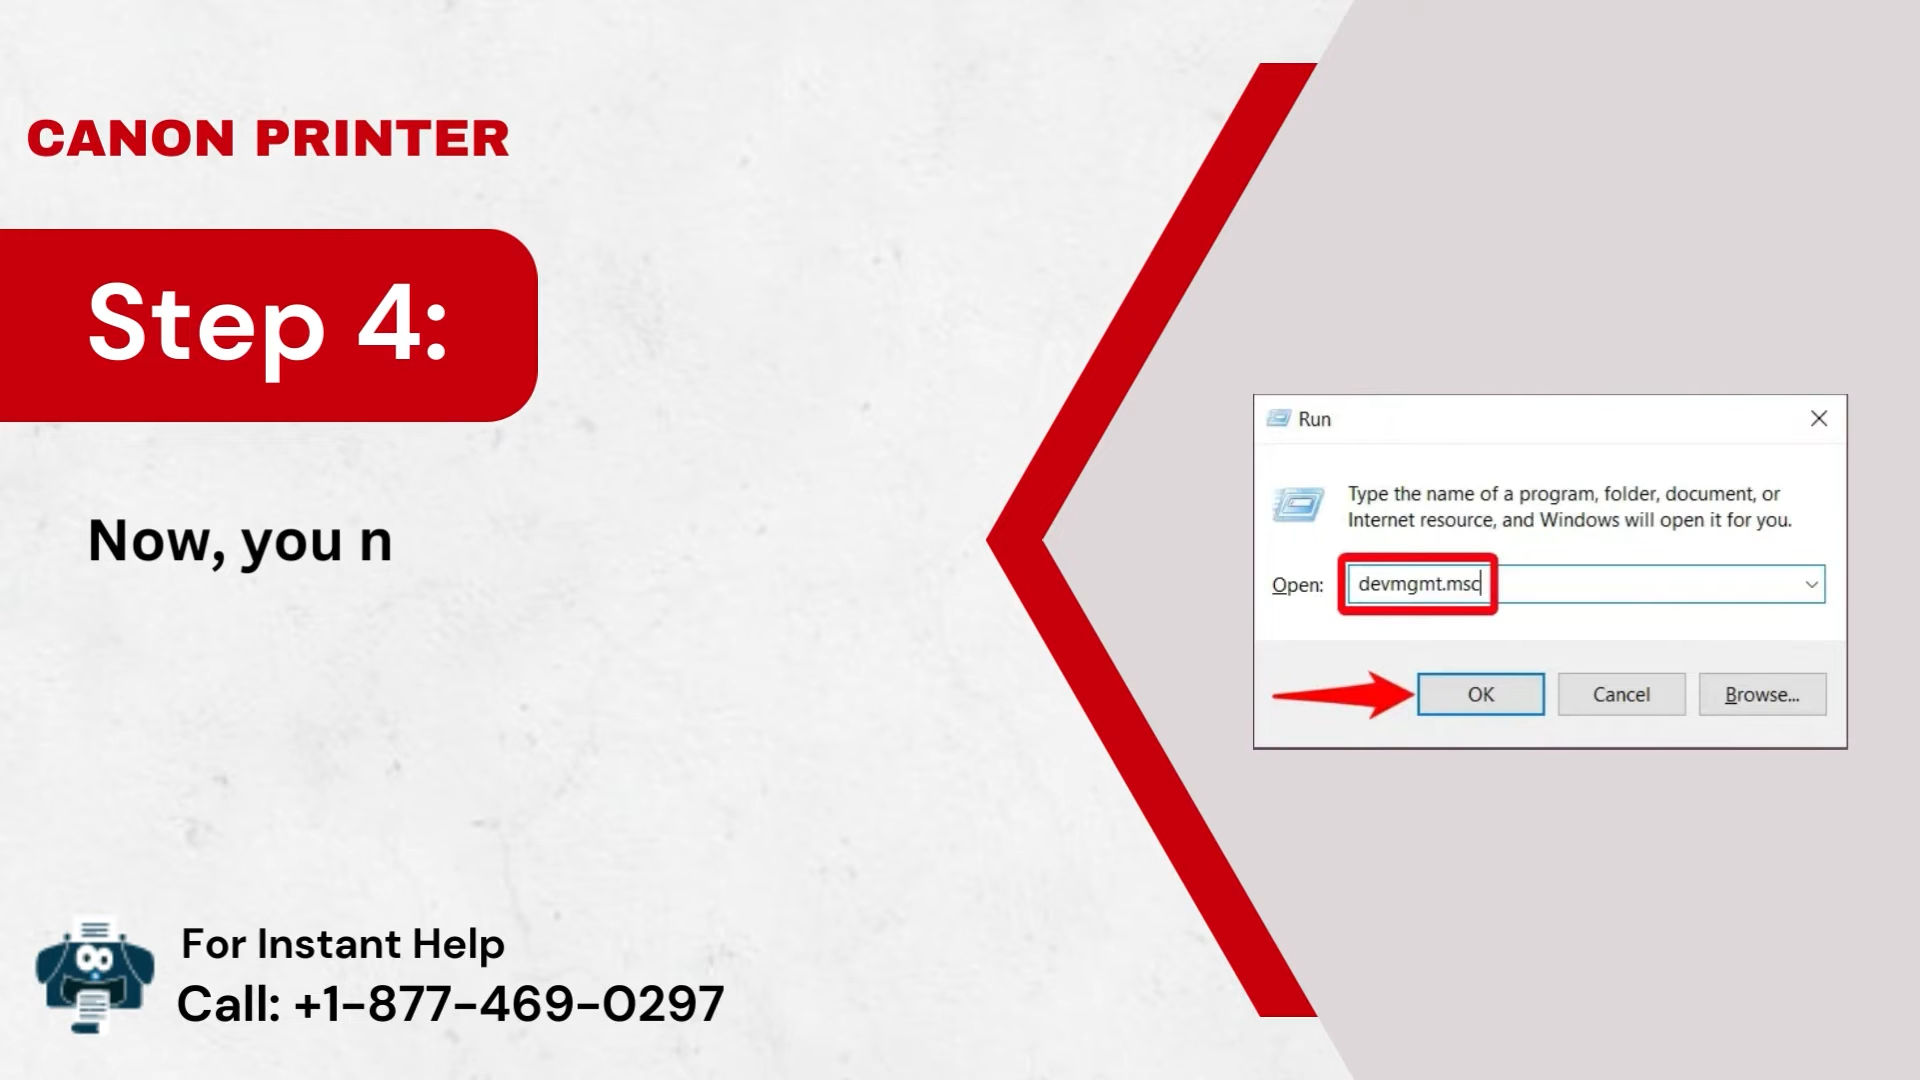 CANON PRINTER
Step 4:
Now, you n
Run
Type the name of a program, folder, document, or
Internet resource, and Windows will open it for you.
Open: devmgmt.msc
OK Cancel Browse...
For Instant Help
Call: +1-877-469-0297